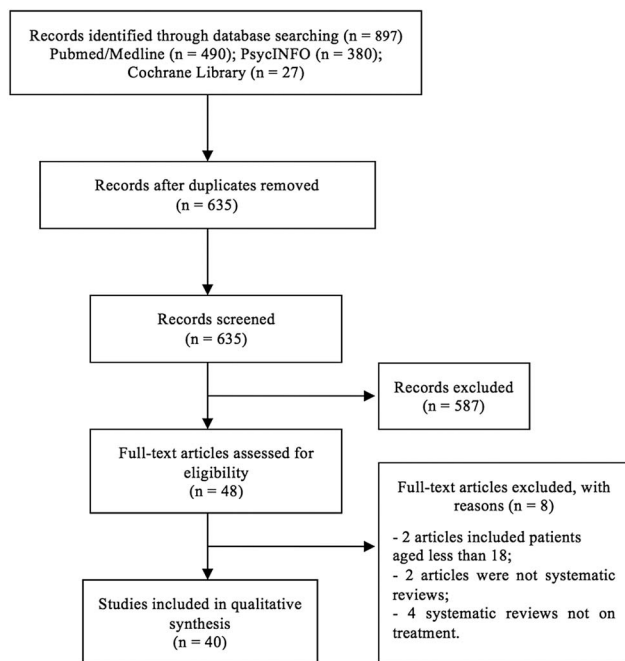 Records identified through database searching (n = 897)
Pubmed/Medline (n = 490); PsycINFO (n = 380);
Cochrane Library (n = 27)
Records after duplicates removed
(n = 635)
Records screened
(n = 635)
Records excluded
(n = 587)
Full-text articles assessed for
eligibility
(n = 48)
Full-text articles excluded, with
reasons (n = 8)
- 2 articles included patients
aged less than 18;
- 2 articles were not systematic
reviews;
- 4 systematic reviews not on
treatment.
Studies included in qualitative
synthesis
(n = 40)